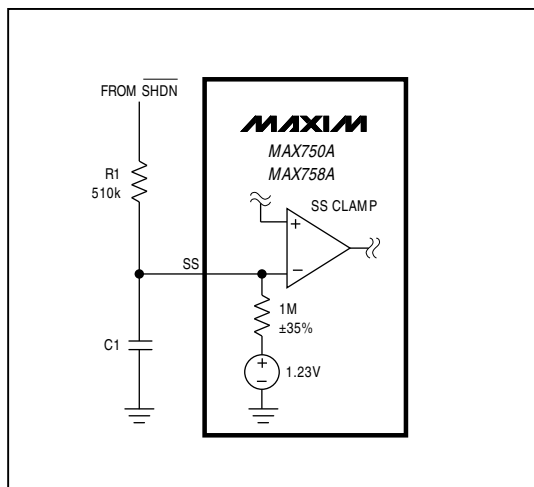 FROM SHDN
MAXIM
MAX750A
MAX758A
R1
510k
SS CLAMP
+
SS
−
1M
±35%
C1
+
−
1.23V